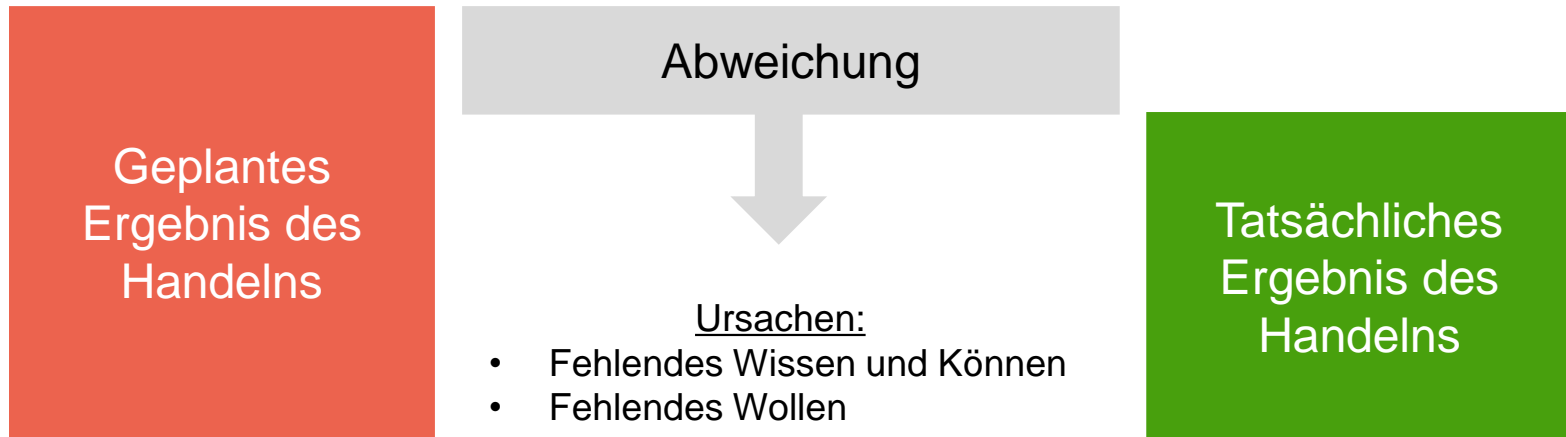 Geplantes
Ergebnis des
Handelns
Abweichung
Ursachen:
• Fehlendes Wissen und Können
• Fehlendes Wollen
Tatsächliches
Ergebnis des
Handelns